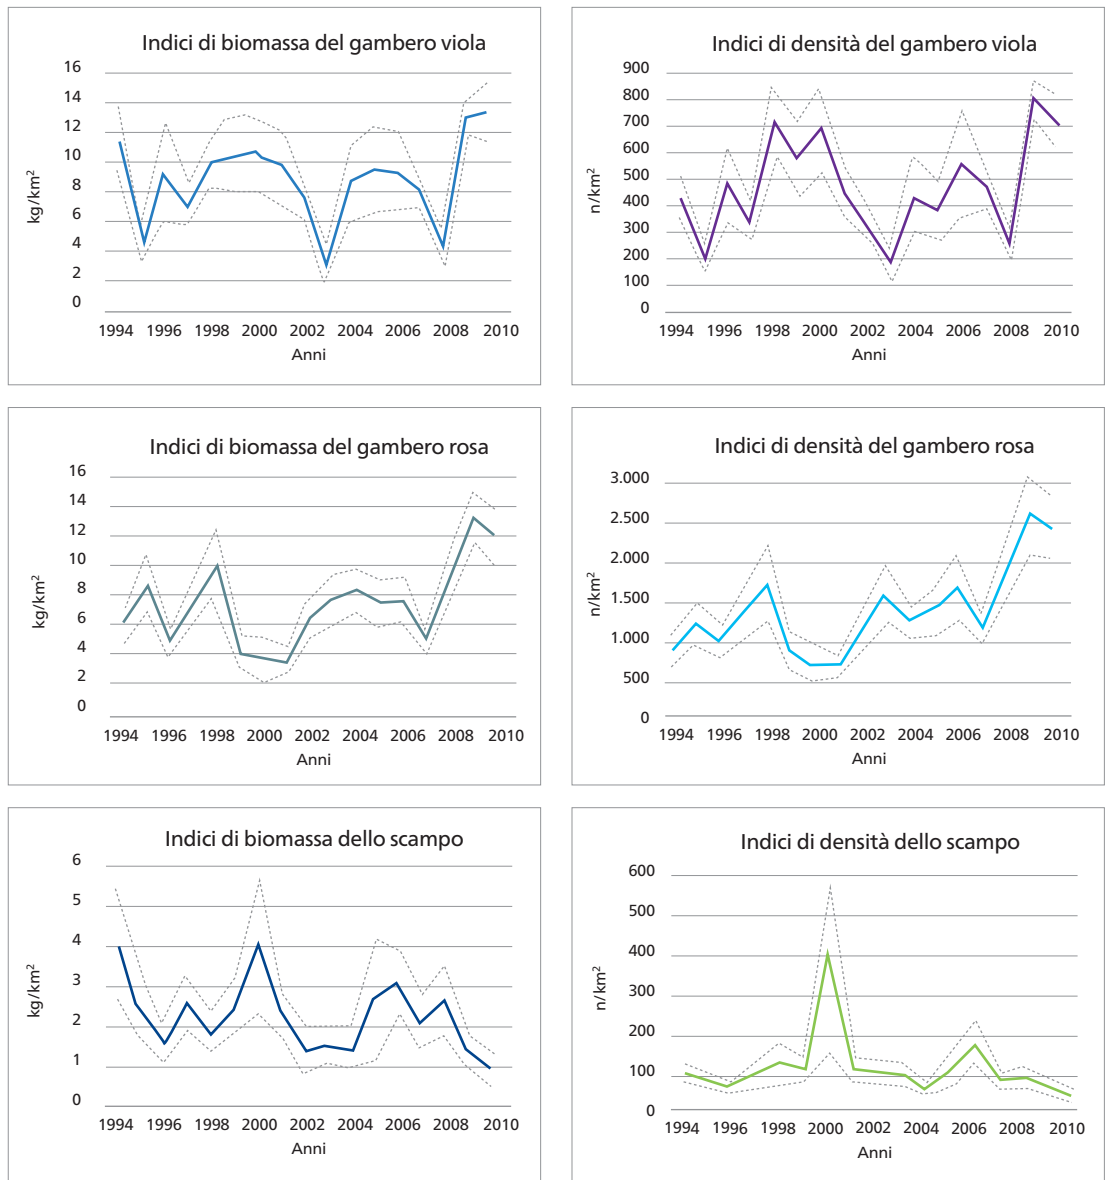 Indici di biomassa del gambero viola
kg/km²
16
14
12
10
8
6
4
2
0
1994 1996 1998 2000 2002 2004 2006 2008 2010
Anni
Indici di densità del gambero viola
n/km²
900
800
700
600
500
400
300
200
100
0
1994 1996 1998 2000 2002 2004 2006 2008 2010
Anni
Indici di biomassa del gambero rosa
kg/km²
16
14
12
10
8
6
4
2
0
1994 1996 1998 2000 2002 2004 2006 2008 2010
Anni
Indici di densità del gambero rosa
n/km²
3.000
2.500
2.000
1.500
1.000
500
0
1994 1996 1998 2000 2002 2004 2006 2008 2010
Anni
Indici di biomassa dello scampo
kg/km²
6
5
4
3
2
1
0
1994 1996 1998 2000 2002 2004 2006 2008 2010
Anni
Indici di densità dello scampo
n/km²
600
500
400
300
200
100
0
1994 1996 1998 2000 2002 2004 2006 2008 2010
Anni